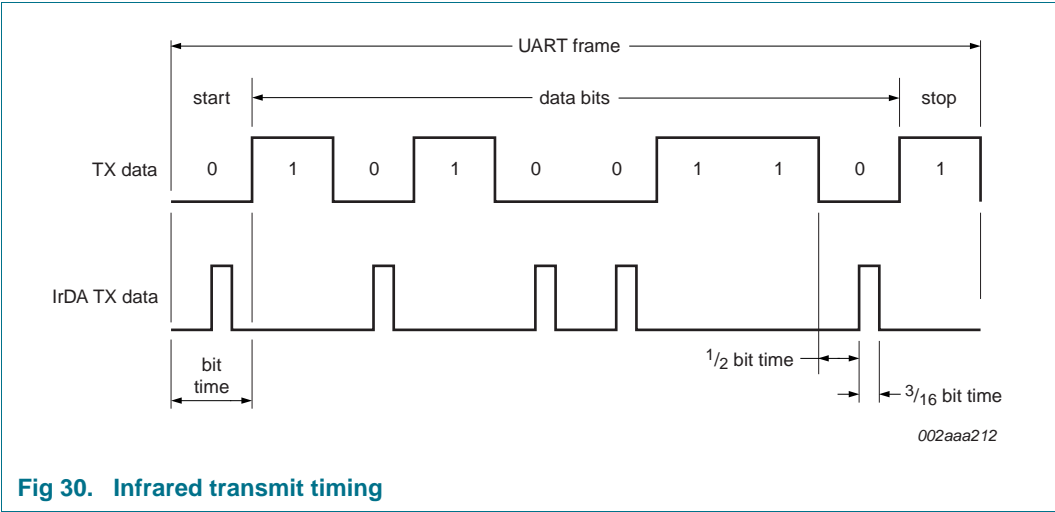 UART frame
start data bits stop
TX data 0 1 0 1 0 0 1 1 0 1
IrDA TX data
bit
time
1/2 bit time
3/16 bit time
002aaa212
Fig 30. Infrared transmit timing